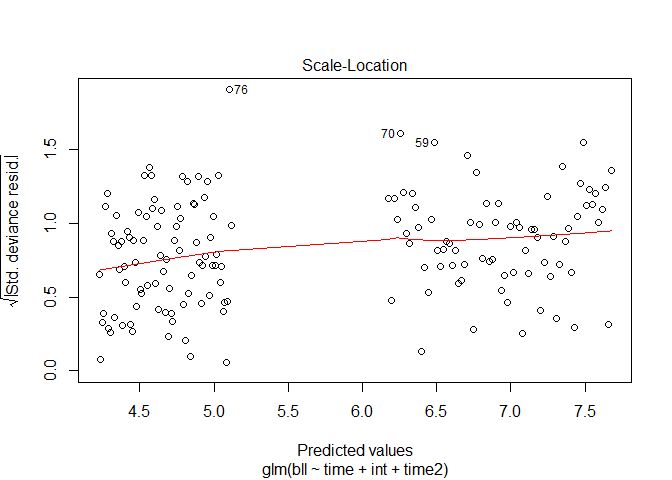 Scale-Location
√|Std. deviance resid.|
0.0 0.5 1.0 1.5
76
70
59
4.5 5.0 5.5 6.0 6.5 7.0 7.5
Predicted values
glm(bll ~ time + int + time2)